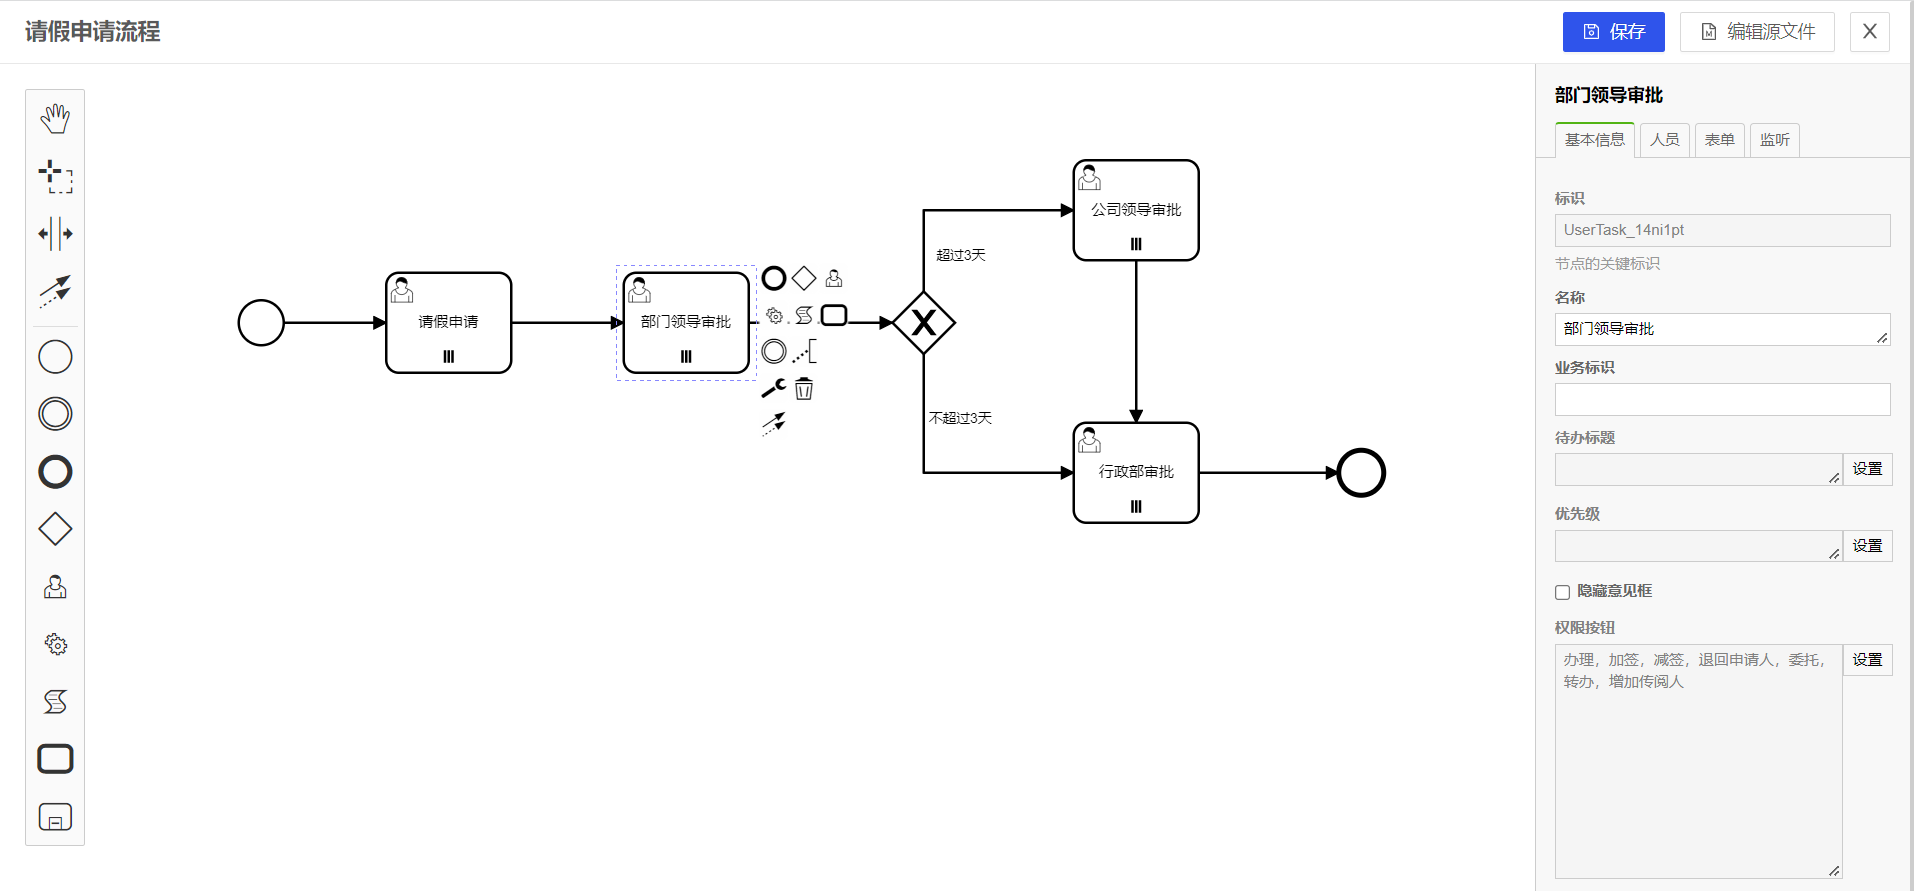 请假申请流程
保存
编辑源文件
X
部门领导审批
基本信息
人员
表单
监听
标识
UserTask_14ni1pt
节点的关键标识
名称
部门领导审批
业务标识
待办标题
设置
优先级
设置
隐藏意见框
权限按钮
办理，加签，减签，退回申请人，委托，
转办，增加传阅人
设置
公司领导审批
超过3天
请假申请
部门领导审批
不超过3天
行政部审批